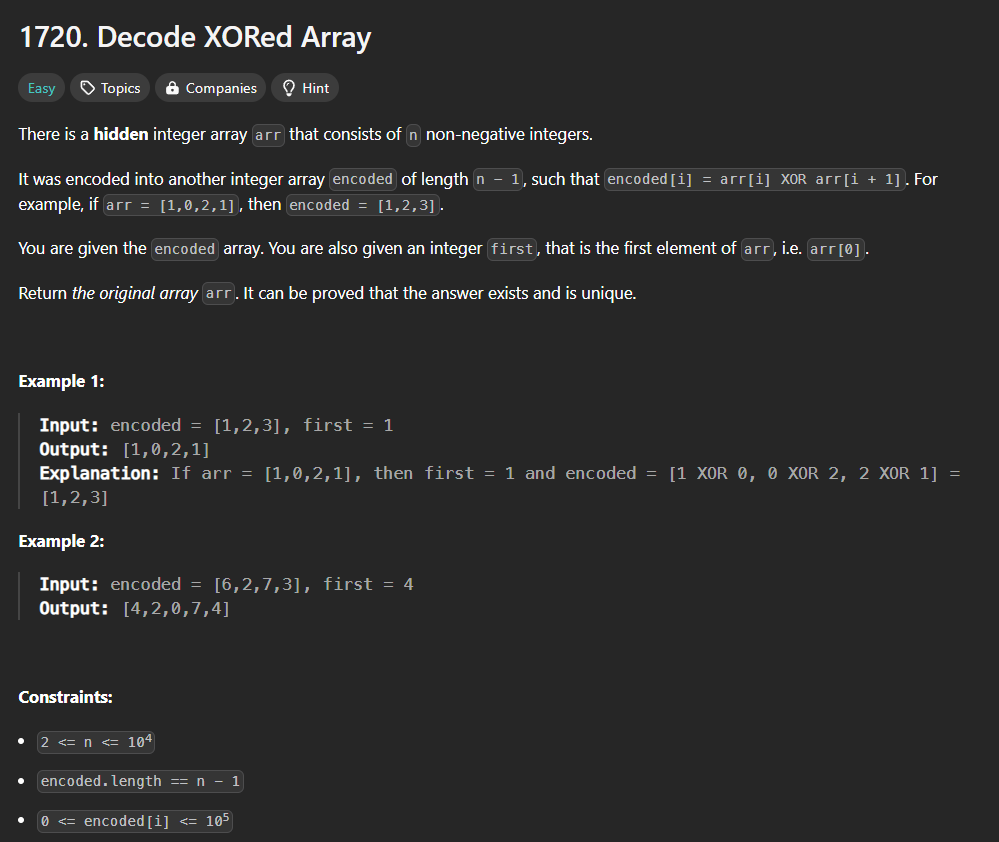 1720. Decode XORed Array
Easy Topics Companies Hint
There is a hidden integer array arr that consists of n non-negative integers.
It was encoded into another integer array encoded of length n - 1, such that encoded[i] = arr[i] XOR arr[i + 1]. For
example, if arr = [1,0,2,1], then encoded = [1,2,3].
You are given the encoded array. You are also given an integer first, that is the first element of arr, i.e. arr[0].
Return the original array arr. It can be proved that the answer exists and is unique.
Example 1:
Input: encoded = [1,2,3], first = 1
Output: [1,0,2,1]
Explanation: If arr = [1,0,2,1], then first = 1 and encoded = [1 XOR 0, 0 XOR 2, 2 XOR 1] =
[1,2,3]
Example 2:
Input: encoded = [6,2,7,3], first = 4
Output: [4,2,0,7,4]
Constraints:
• 2 <= n <= 10⁴
• encoded.length == n - 1
• 0 <= encoded[i] <= 10⁵